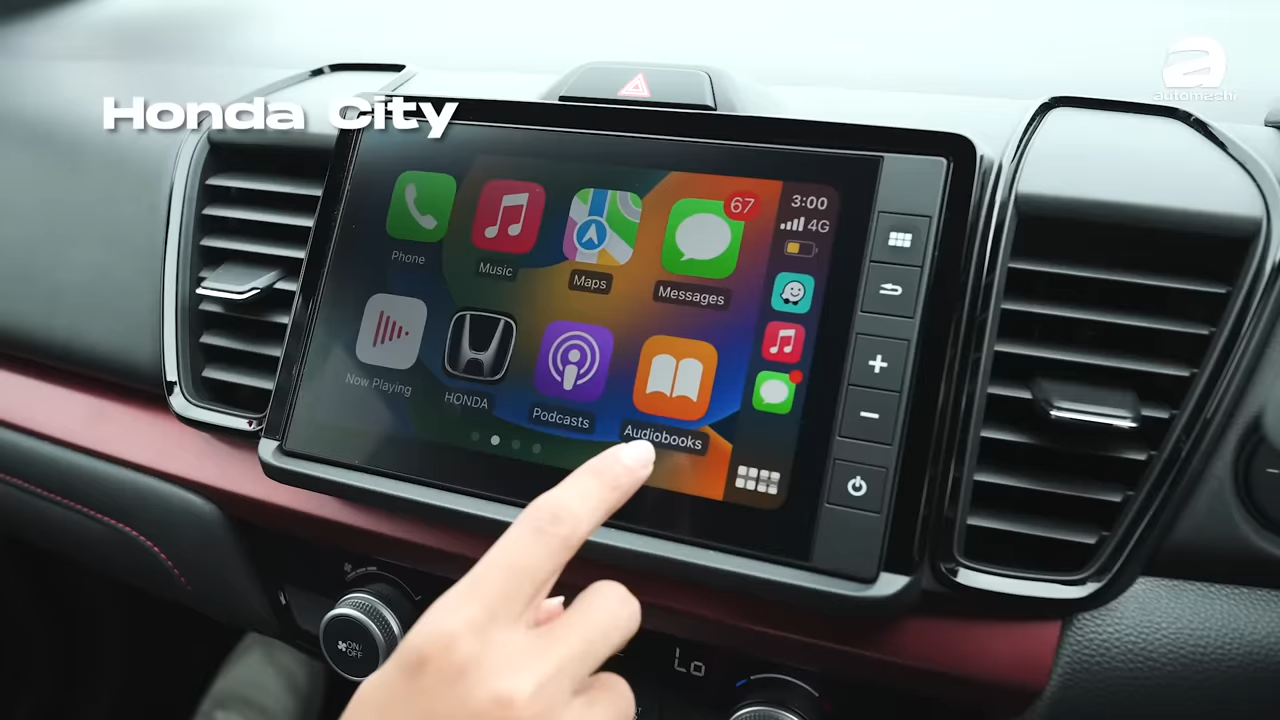 Honda City
automachi
3:00
4G
67
Phone
Music
Maps
Messages
Now Playing
HONDA
Podcasts
Audiobooks
ON/
OFF
Lo